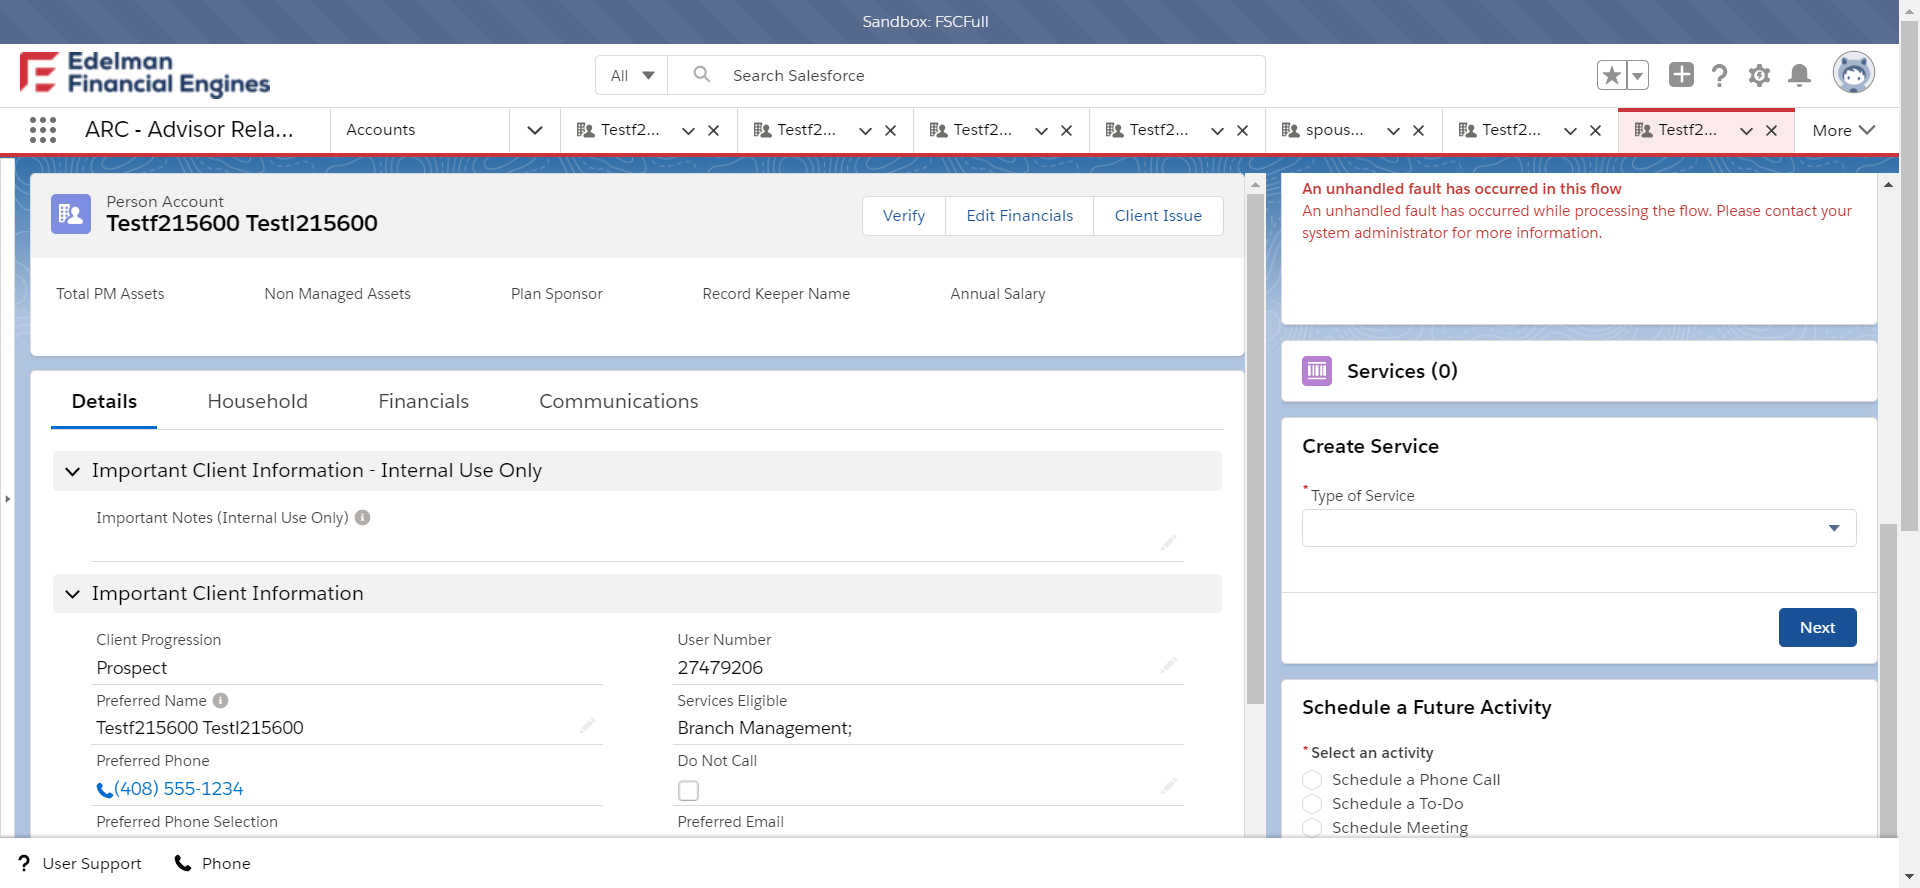 Sandbox: FSCFull
Edelman
Financial Engines
All
Search Salesforce
ARC - Advisor Rela...
Accounts
Testf2...
Testf2...
Testf2...
Testf2...
spous...
Testf2...
Testf2...
More
Person Account
Testf215600 Testl215600
Verify
Edit Financials
Client Issue
Total PM Assets
Non Managed Assets
Plan Sponsor
Record Keeper Name
Annual Salary
Details
Household
Financials
Communications
Important Client Information - Internal Use Only
Important Notes (Internal Use Only)
Important Client Information
Client Progression
Prospect
User Number
27479206
Preferred Name
Testf215600 Testl215600
Services Eligible
Branch Management;
Preferred Phone
(408) 555-1234
Do Not Call
Preferred Phone Selection
Preferred Email
An unhandled fault has occurred in this flow
An unhandled fault has occurred while processing the flow. Please contact your
system administrator for more information.
Services (0)
Create Service
* Type of Service
Next
Schedule a Future Activity
* Select an activity
Schedule a Phone Call
Schedule a To-Do
Schedule Meeting
? User Support
Phone